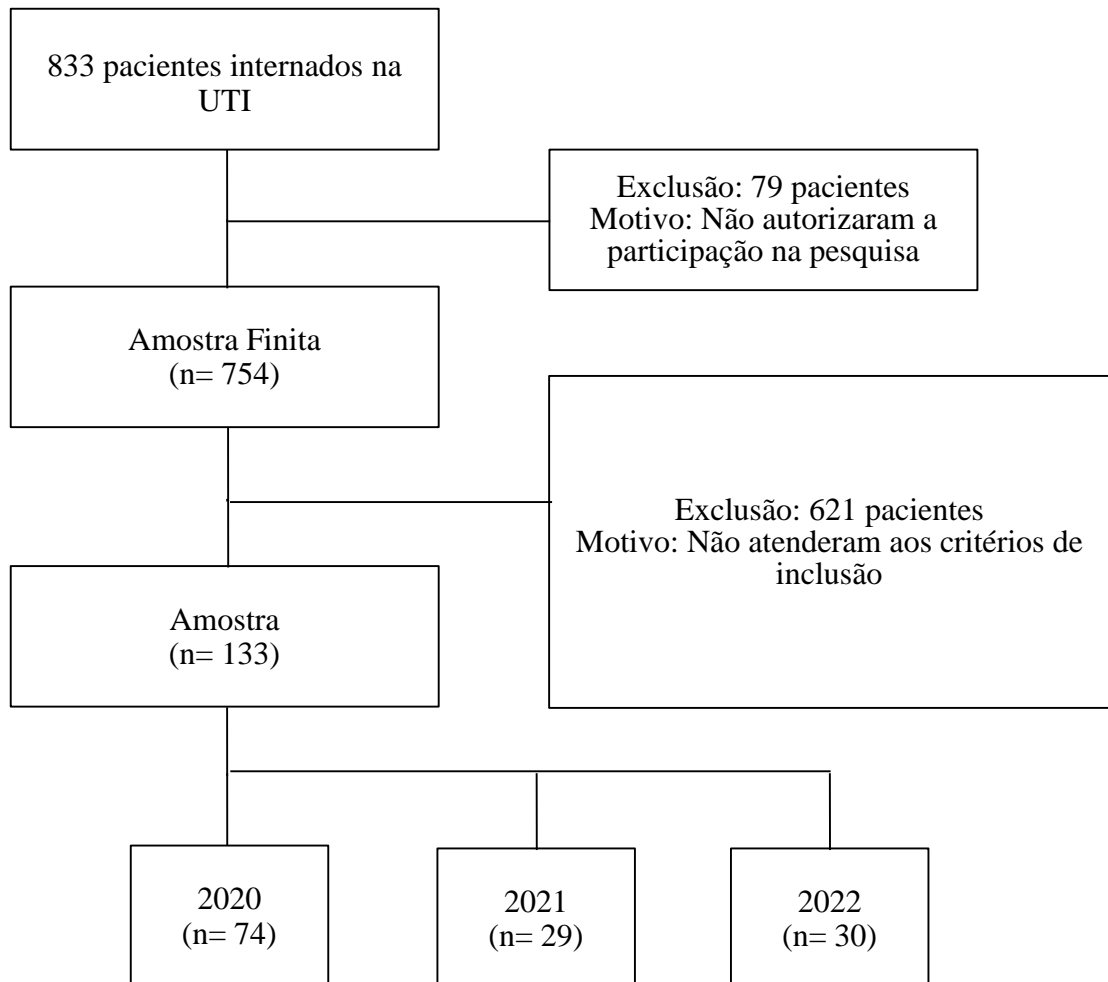 833 pacientes internados na
UTI
Exclusão: 79 pacientes
Motivo: Não autorizaram a
participação na pesquisa
Amostra Finita
(n= 754)
Exclusão: 621 pacientes
Motivo: Não atenderam aos critérios de
inclusão
Amostra
(n= 133)
2020
(n= 74)
2021
(n= 29)
2022
(n= 30)